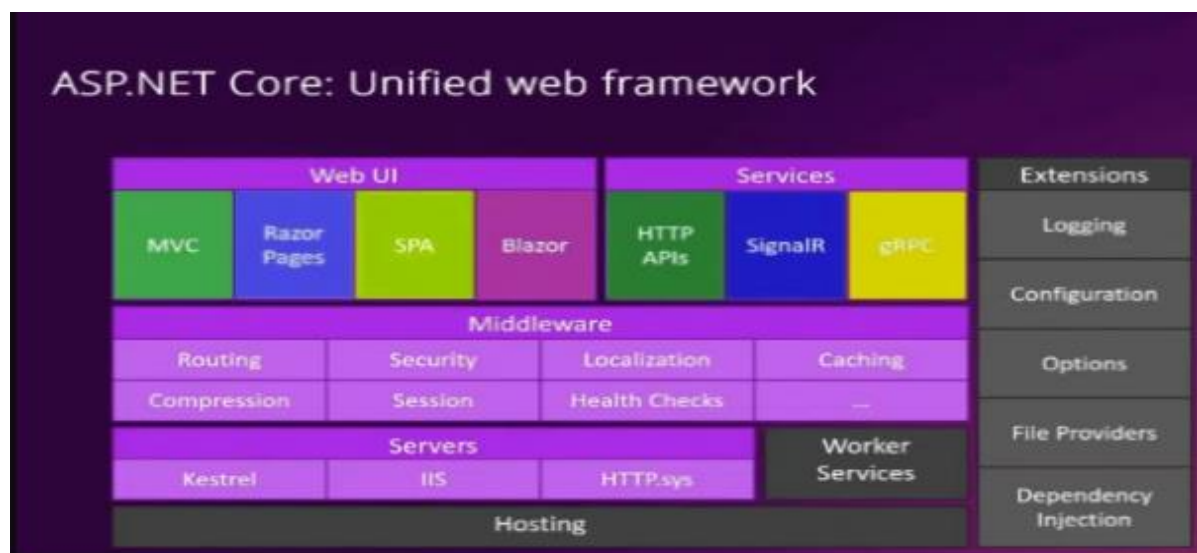 ASP.NET Core: Unified web framework
Web UI
Services
Extensions
MVC
Razor
Pages
SPA
Blazor
HTTP
APIs
SignalR
gRPC
Logging
Configuration
Options
File Providers
Dependency
Injection
Middleware
Routing
Security
Localization
Caching
Compression
Session
Health Checks
...
Servers
Kestrel
IIS
HTTP.sys
Worker
Services
Hosting